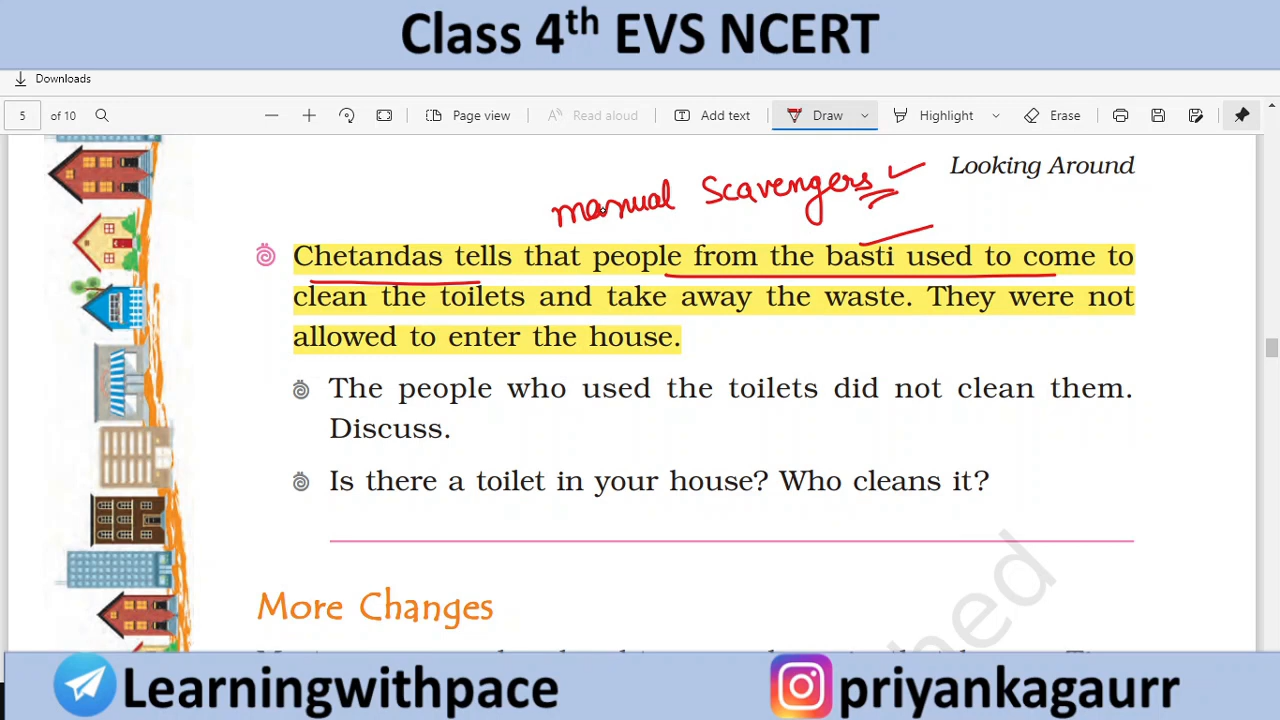 Class 4th EVS NCERT
Downloads
5 of 10 Page view Read aloud Add text Draw Highlight Erase
Looking Around
manual Scavengers
Chetandas tells that people from the basti used to come to
clean the toilets and take away the waste. They were not
allowed to enter the house.
The people who used the toilets did not clean them.
Discuss.
Is there a toilet in your house? Who cleans it?
More Changes
Learningwithpace priyankagaurr